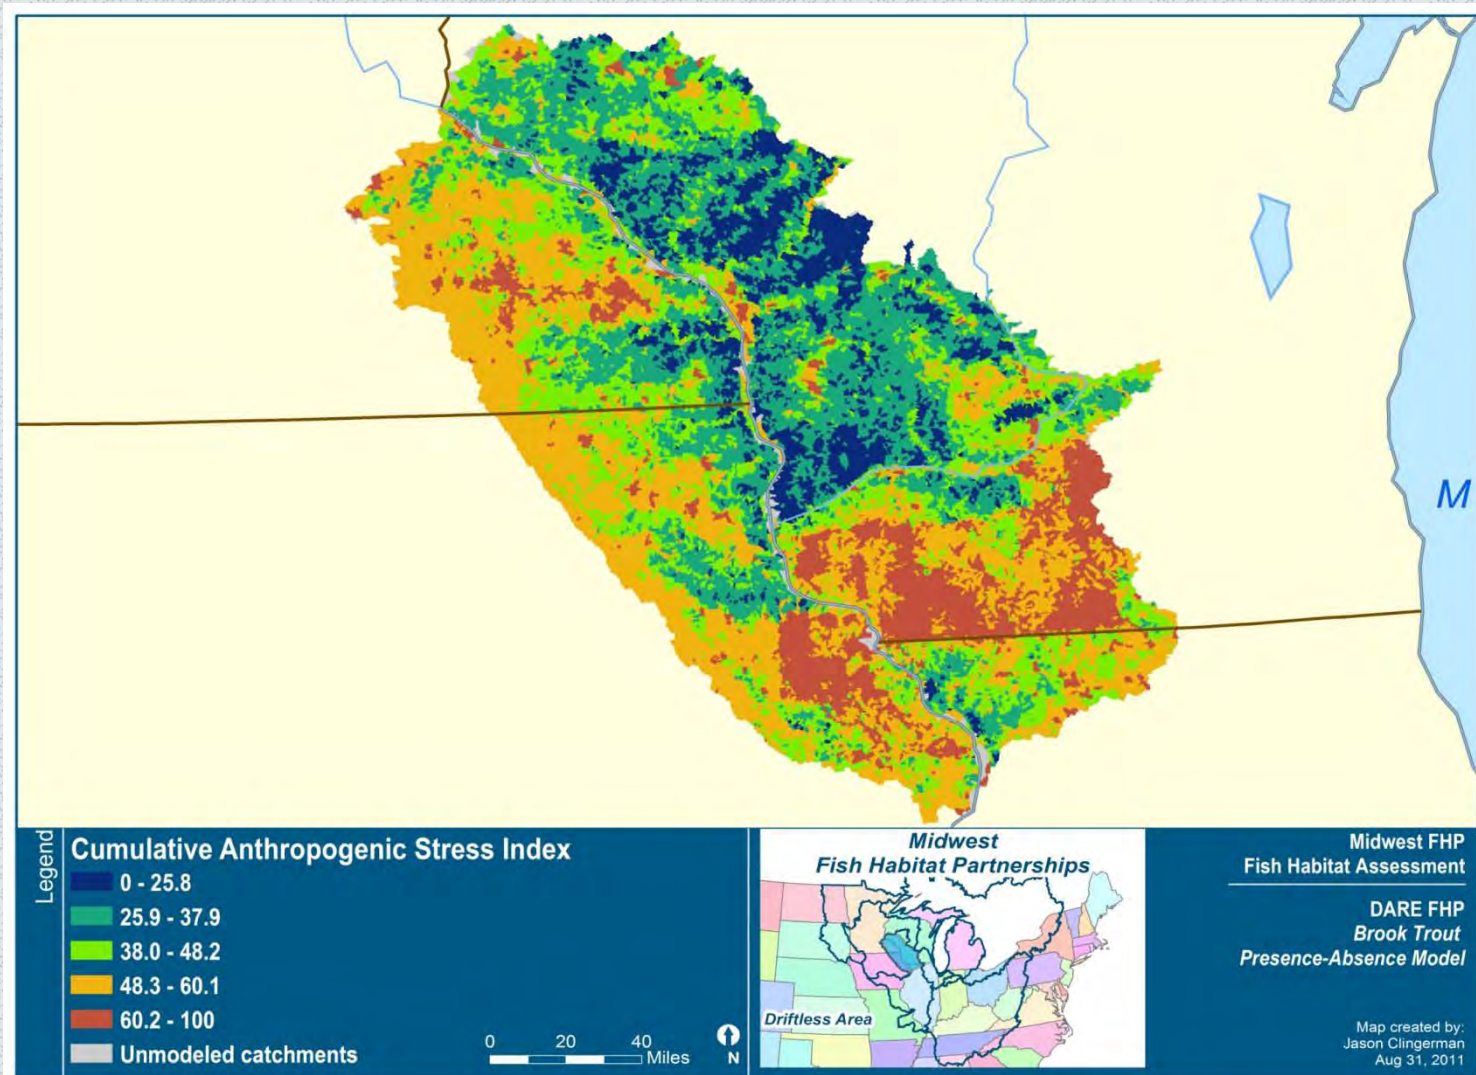 M
Legend
Cumulative Anthropogenic Stress Index
0 - 25.8
25.9 - 37.9
38.0 - 48.2
48.3 - 60.1
60.2 - 100
Unmodeled catchments
0 20 40
Miles
N
Midwest
Fish Habitat Partnerships
Driftless Area
Midwest FHP
Fish Habitat Assessment
DARE FHP
Brook Trout
Presence-Absence Model
Map created by:
Jason Clingerman
Aug 31, 2011